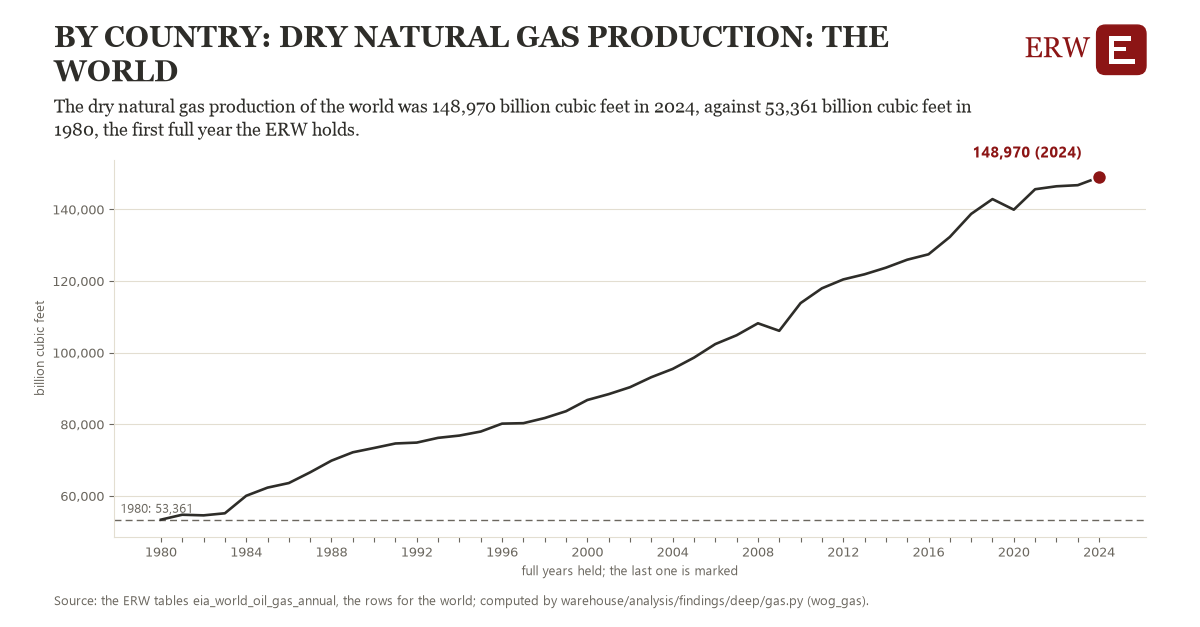 BY COUNTRY: DRY NATURAL GAS PRODUCTION: THE
WORLD
ERW E
The dry natural gas production of the world was 148,970 billion cubic feet in 2024, against 53,361 billion cubic feet in
1980, the first full year the ERW holds.
148,970 (2024)
140,000
120,000
100,000
80,000
60,000
billion cubic feet
1980: 53,361
1980 1984 1988 1992 1996 2000 2004 2008 2012 2016 2020 2024
full years held; the last one is marked
Source: the ERW tables eia_world_oil_gas_annual, the rows for the world; computed by warehouse/analysis/findings/deep/gas.py (wog_gas).